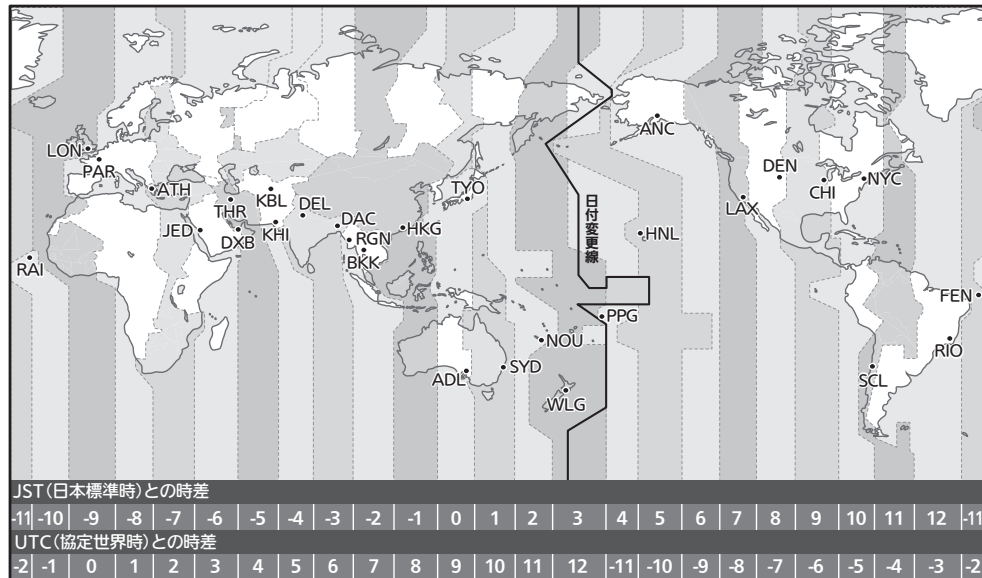 ANC
LON
PAR
DEN
NYC
CHI
ATH
KBL
TYO
DEL
THR
LAX
DAC
JED
DXB
KHI
RGN
HKG
日付変更線
HNL
BKK
RAI
FEN
PPG
NOU
RIO
ADL
SYD
SCL
WLG
JST(日本標準時)との時差
-11 -10 -9 -8 -7 -6 -5 -4 -3 -2 -1 0 1 2 3 4 5 6 7 8 9 10 11 12 -11
UTC(協定世界時)との時差
-2 -1 0 1 2 3 4 5 6 7 8 9 10 11 12 -11 -10 -9 -8 -7 -6 -5 -4 -3 -2